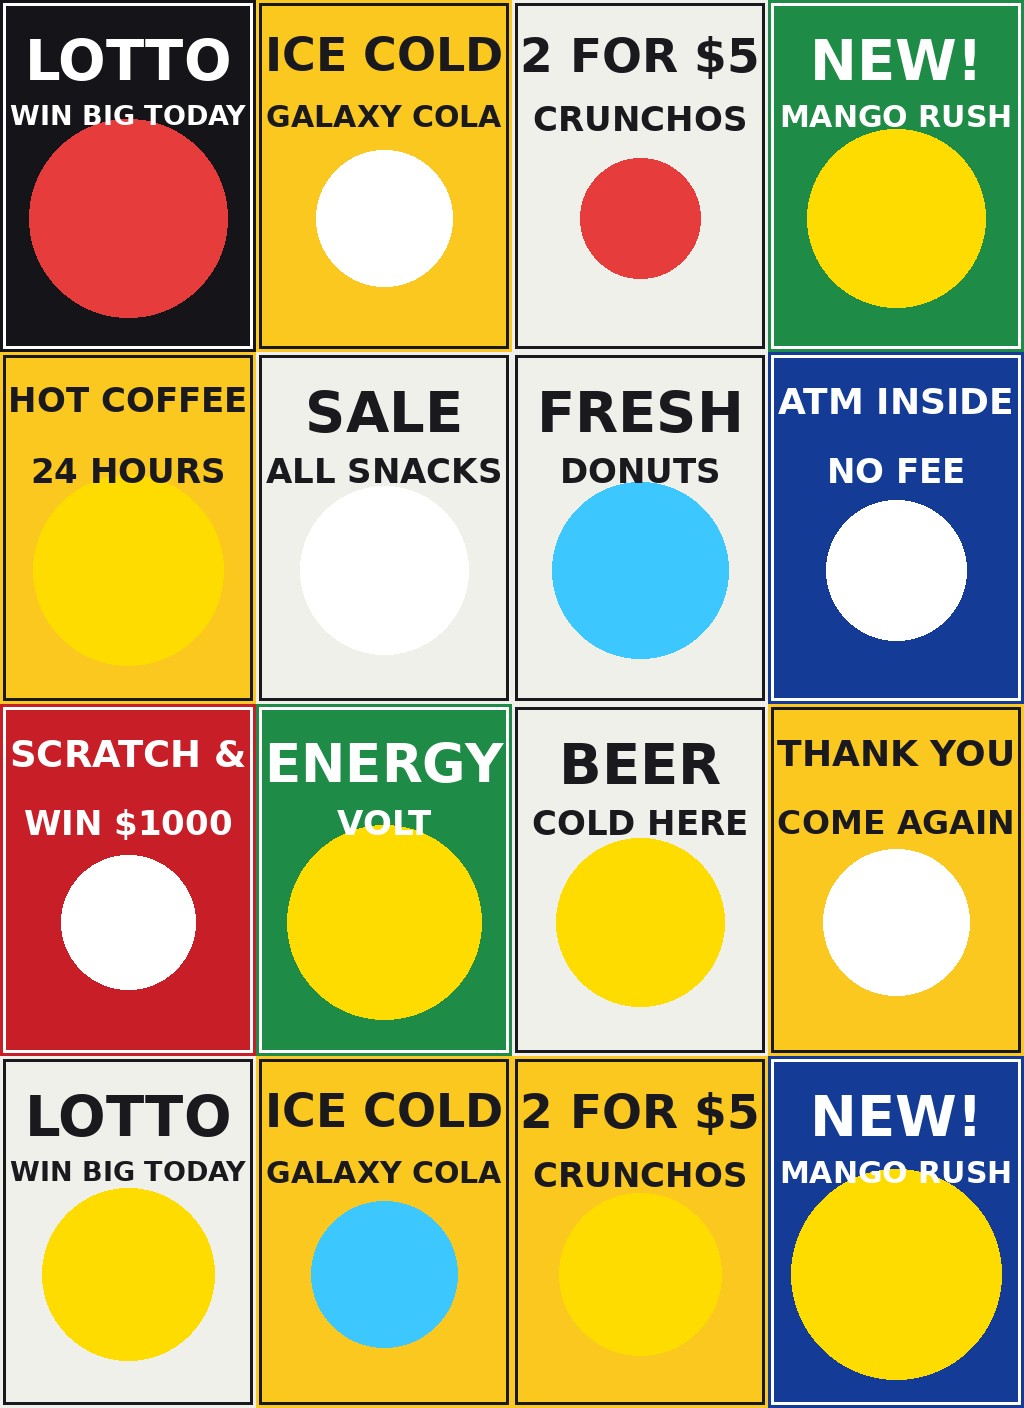 LOTTO
WIN BIG TODAY
ICE COLD
GALAXY COLA
2 FOR $5
CRUNCHOS
NEW!
MANGO RUSH
HOT COFFEE
24 HOURS
SALE
ALL SNACKS
FRESH
DONUTS
ATM INSIDE
NO FEE
SCRATCH &
WIN $1000
ENERGY
VOLT
BEER
COLD HERE
THANK YOU
COME AGAIN
LOTTO
WIN BIG TODAY
ICE COLD
GALAXY COLA
2 FOR $5
CRUNCHOS
NEW!
MANGO RUSH